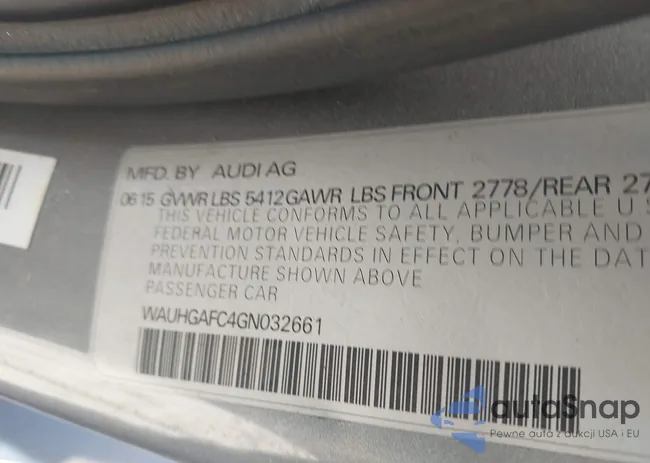 MFD. BY AUDI AG
06 15 GVWR LBS 5412 GAWR LBS FRONT 2778/REAR 27
THIS VEHICLE CONFORMS TO ALL APPLICABLE U S
FEDERAL MOTOR VEHICLE SAFETY, BUMPER AND
PREVENTION STANDARDS IN EFFECT ON THE DAT
MANUFACTURE SHOWN ABOVE
PASSENGER CAR
WAUHGAFC4GN032661
autoSnap
Pewne auta z aukcji USA i EU